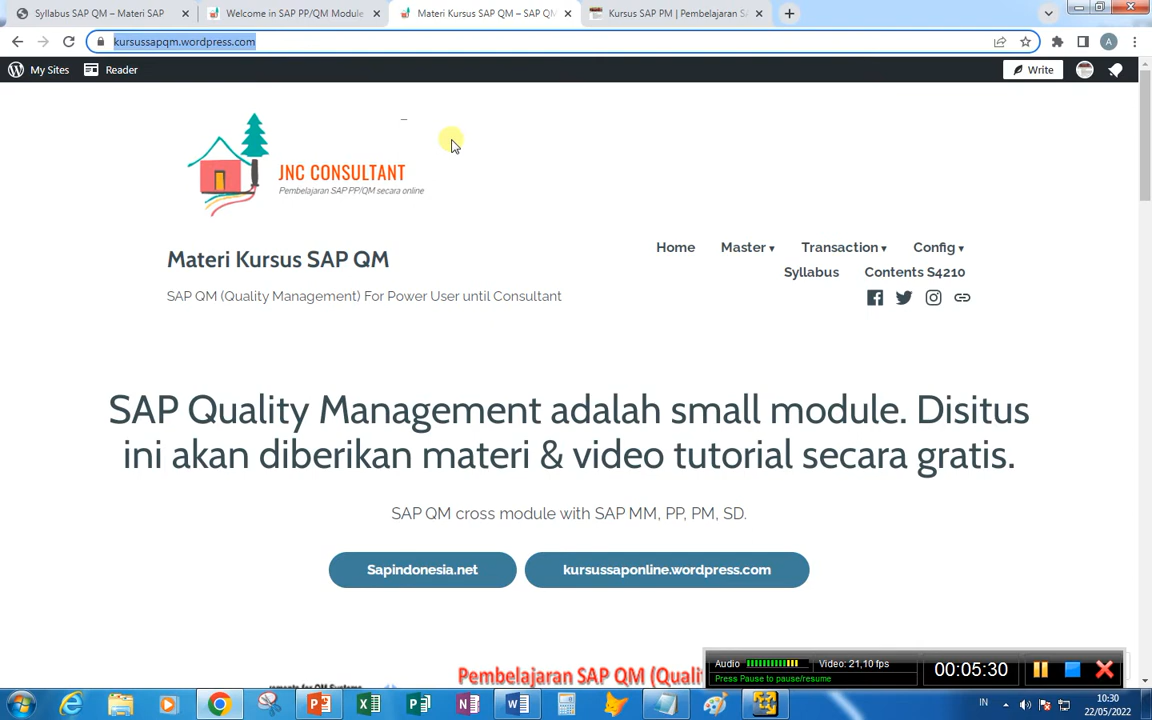 Syllabus SAP QM – Materi SAP
Welcome in SAP PP/QM Module
Materi Kursus SAP QM – SAP QM
Kursus SAP PM | Pembelajaran SA
kursussapqm.wordpress.com
A
My Sites
Reader
Write
JNC CONSULTANT
Pembelajaran SAP PP/QM secara online
Materi Kursus SAP QM
SAP QM (Quality Management) For Power User until Consultant
Home Master Transaction Config
Syllabus Contents S4210
SAP Quality Management adalah small module. Disitus
ini akan diberikan materi & video tutorial secara gratis.
SAP QM cross module with SAP MM, PP, PM, SD.
Sapindonesia.net
kursussaponline.wordpress.com
Pembelajaran SAP QM (Quali
for QM Systems
Audio
Video: 21,10 fps
Press Pause to pause/resume
00:05:30
IN
10:30
22/05/2022